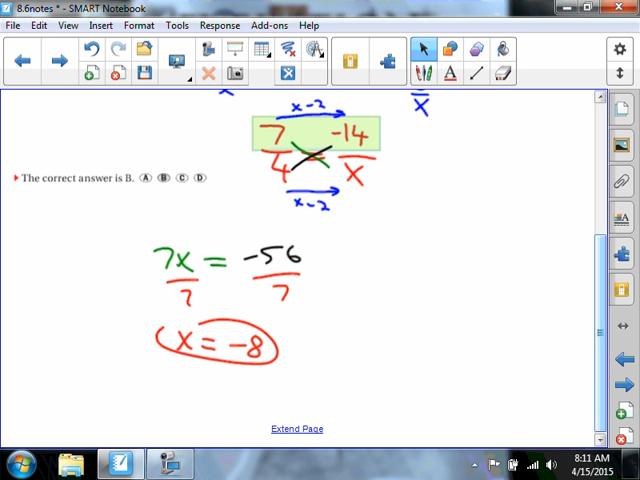 8.6notes * - SMART Notebook
File Edit View Insert Format Tools Add-ons Help
x-2
x
7/4 = -14/x
x-2
The correct answer is B. A B C D
7x = -56
7 7
x = -8
Extend Page
8:11 AM
4/15/2015